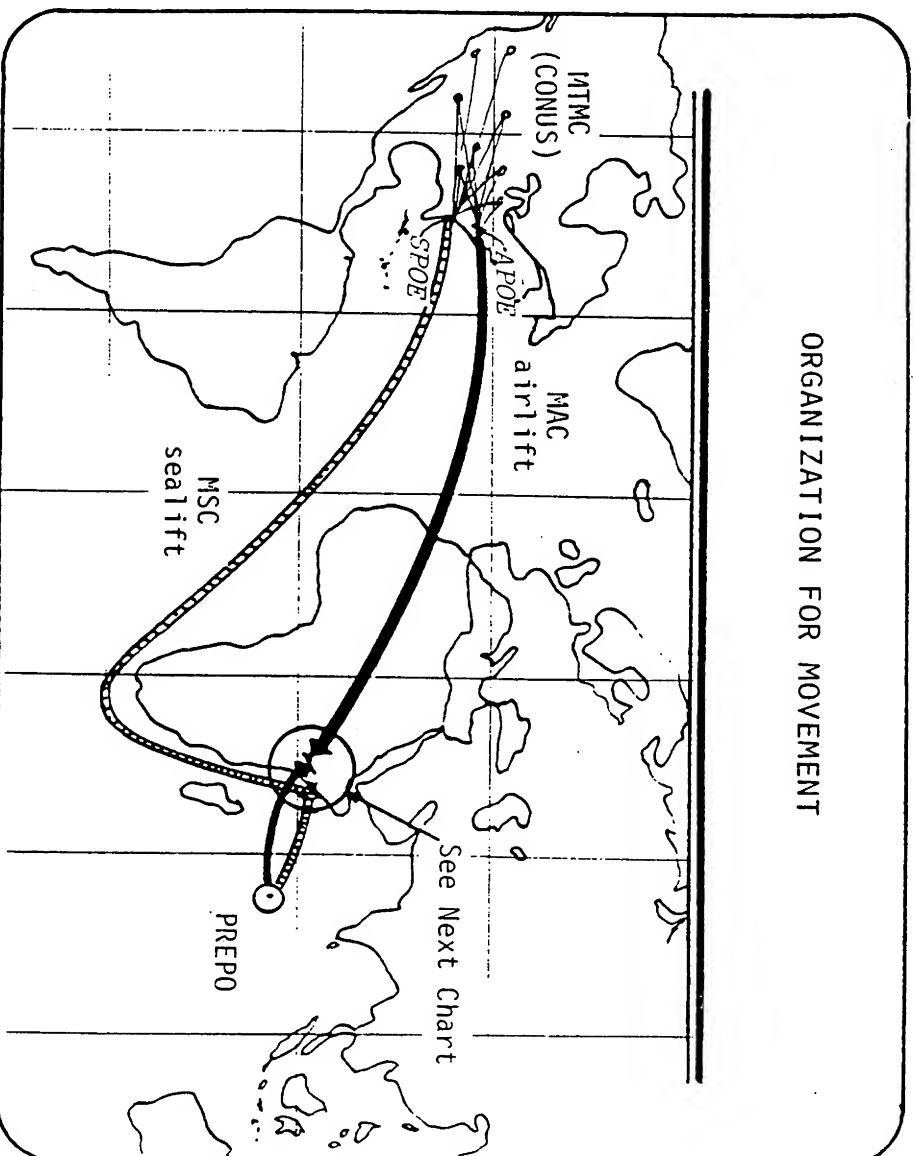 ORGANIZATION FOR MOVEMENT
MTMC
(CONUS)
APOE
SPOE
MAC
airlift
MSC
sealift
See Next Chart
PREPO